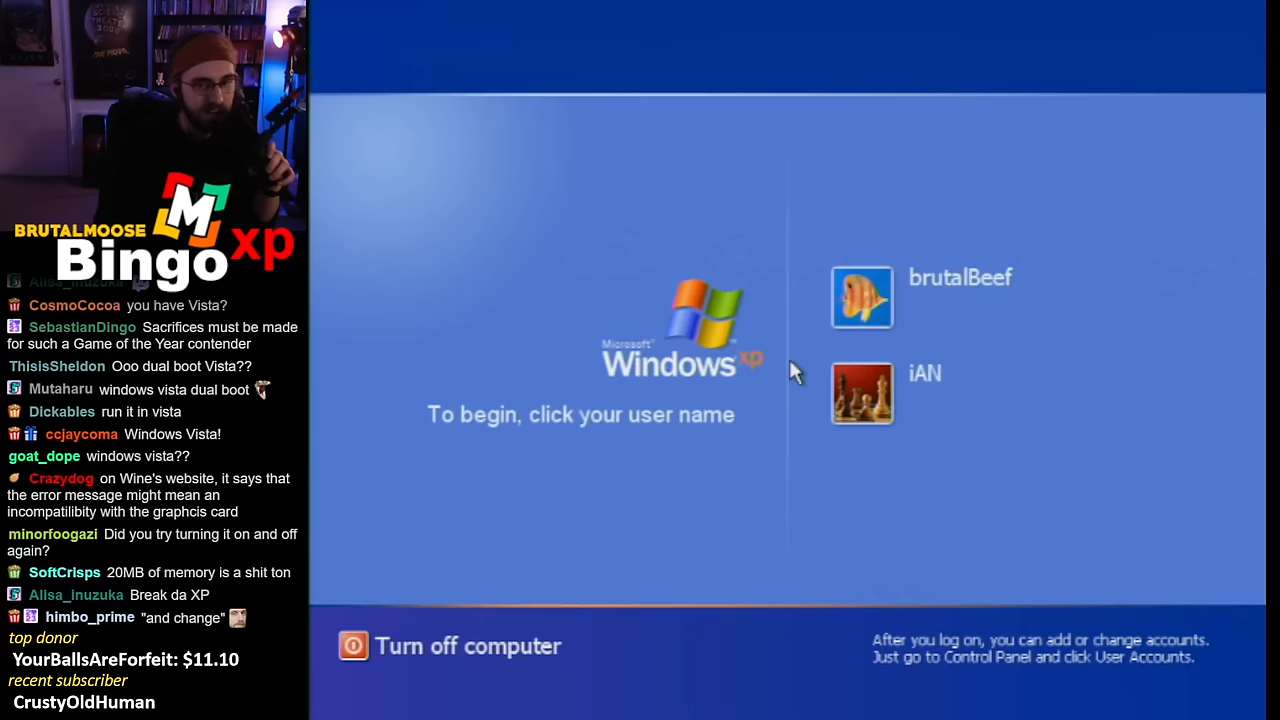 BRUTALMOOSE
M
Bingo xp
Alisa_inuzuka
CosmoCocoa you have Vista?
SebastianDingo Sacrifices must be made
for such a Game of the Year contender
ThisisSheldon Ooo dual boot Vista??
Mutaharu windows vista dual boot
Dickables run it in vista
ccjaycoma Windows Vista!
goat_dope windows vista??
Crazydog on Wine's website, it says that
the error message might mean an
incompatilibity with the graphcis card
minorfoogazi Did you try turning it on and off
again?
SoftCrisps 20MB of memory is a shit ton
Alisa_inuzuka Break da XP
himbo_prime "and change"
top donor
YourBallsAreForfeit: $11.10
recent subscriber
CrustyOldHuman
Microsoft
Windows xp
To begin, click your user name
brutalBeef
iAN
Turn off computer
After you log on, you can add or change accounts.
Just go to Control Panel and click User Accounts.